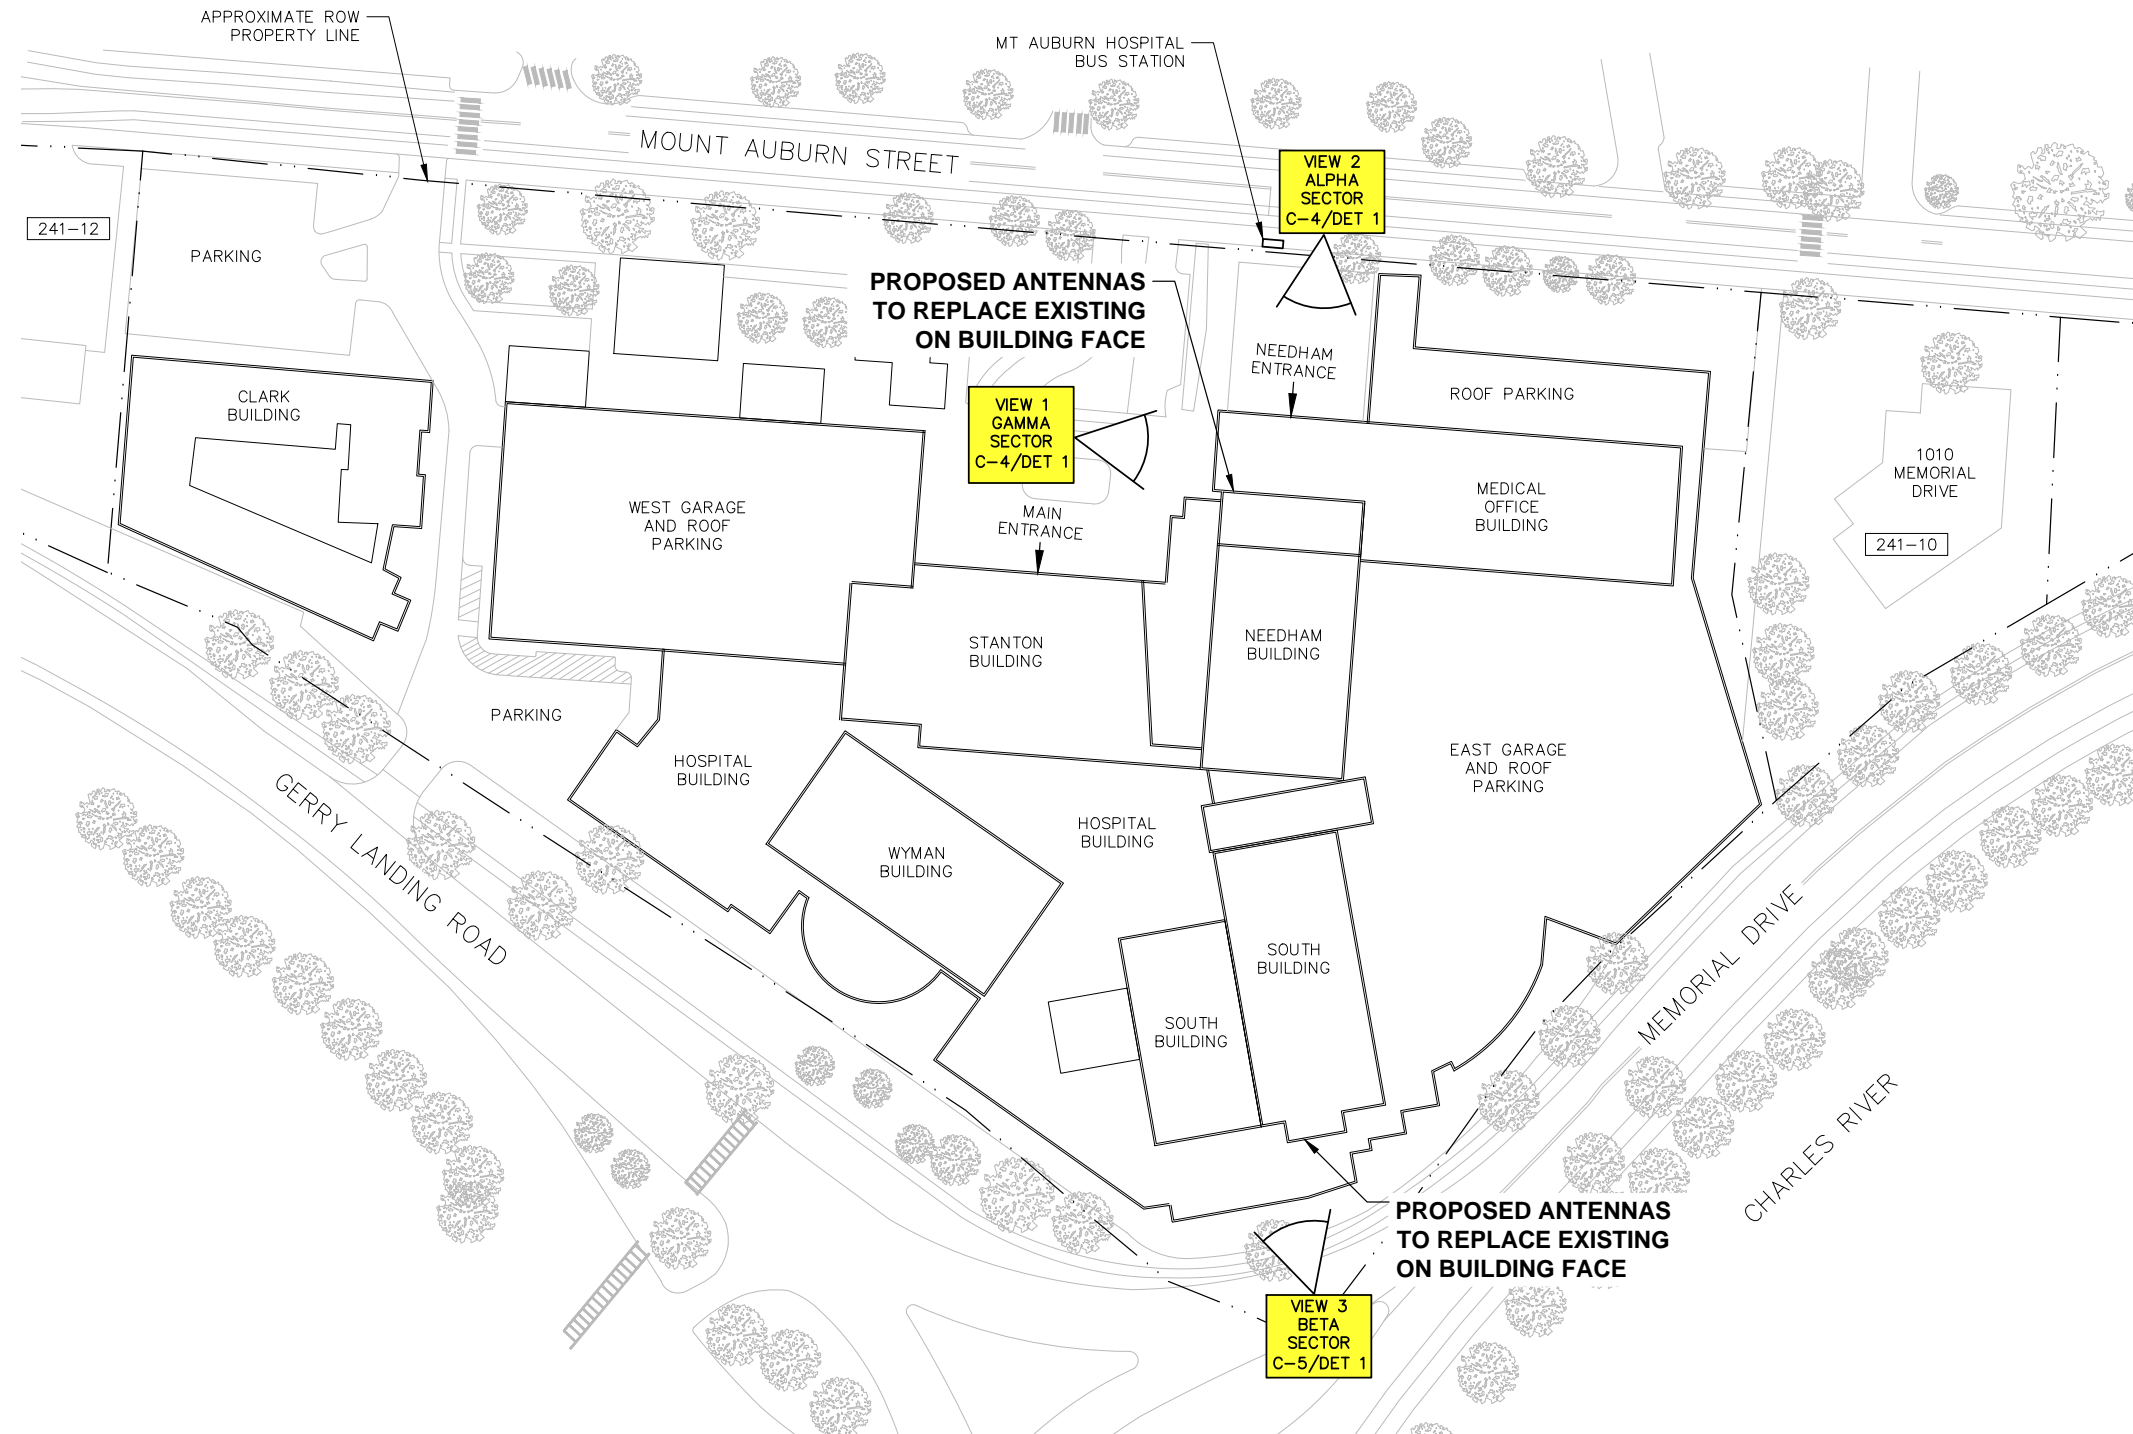 APPROXIMATE ROW
PROPERTY LINE
MT AUBURN HOSPITAL
BUS STATION
MOUNT AUBURN STREET
VIEW 2
ALPHA
SECTOR
C-4/DET 1
241-12
PARKING
PROPOSED ANTENNAS
TO REPLACE EXISTING
ON BUILDING FACE
NEEDHAM
ENTRANCE
CLARK
BUILDING
VIEW 1
GAMMA
SECTOR
C-4/DET 1
ROOF PARKING
1010
MEMORIAL
DRIVE
241-10
WEST GARAGE
AND ROOF
PARKING
MAIN
ENTRANCE
MEDICAL
OFFICE
BUILDING
STANTON
BUILDING
NEEDHAM
BUILDING
PARKING
HOSPITAL
BUILDING
EAST GARAGE
AND ROOF
PARKING
GERRY LANDING ROAD
WYMAN
BUILDING
HOSPITAL
BUILDING
SOUTH
BUILDING
SOUTH
BUILDING
MEMORIAL DRIVE
CHARLES RIVER
PROPOSED ANTENNAS
TO REPLACE EXISTING
ON BUILDING FACE
VIEW 3
BETA
SECTOR
C-5/DET 1